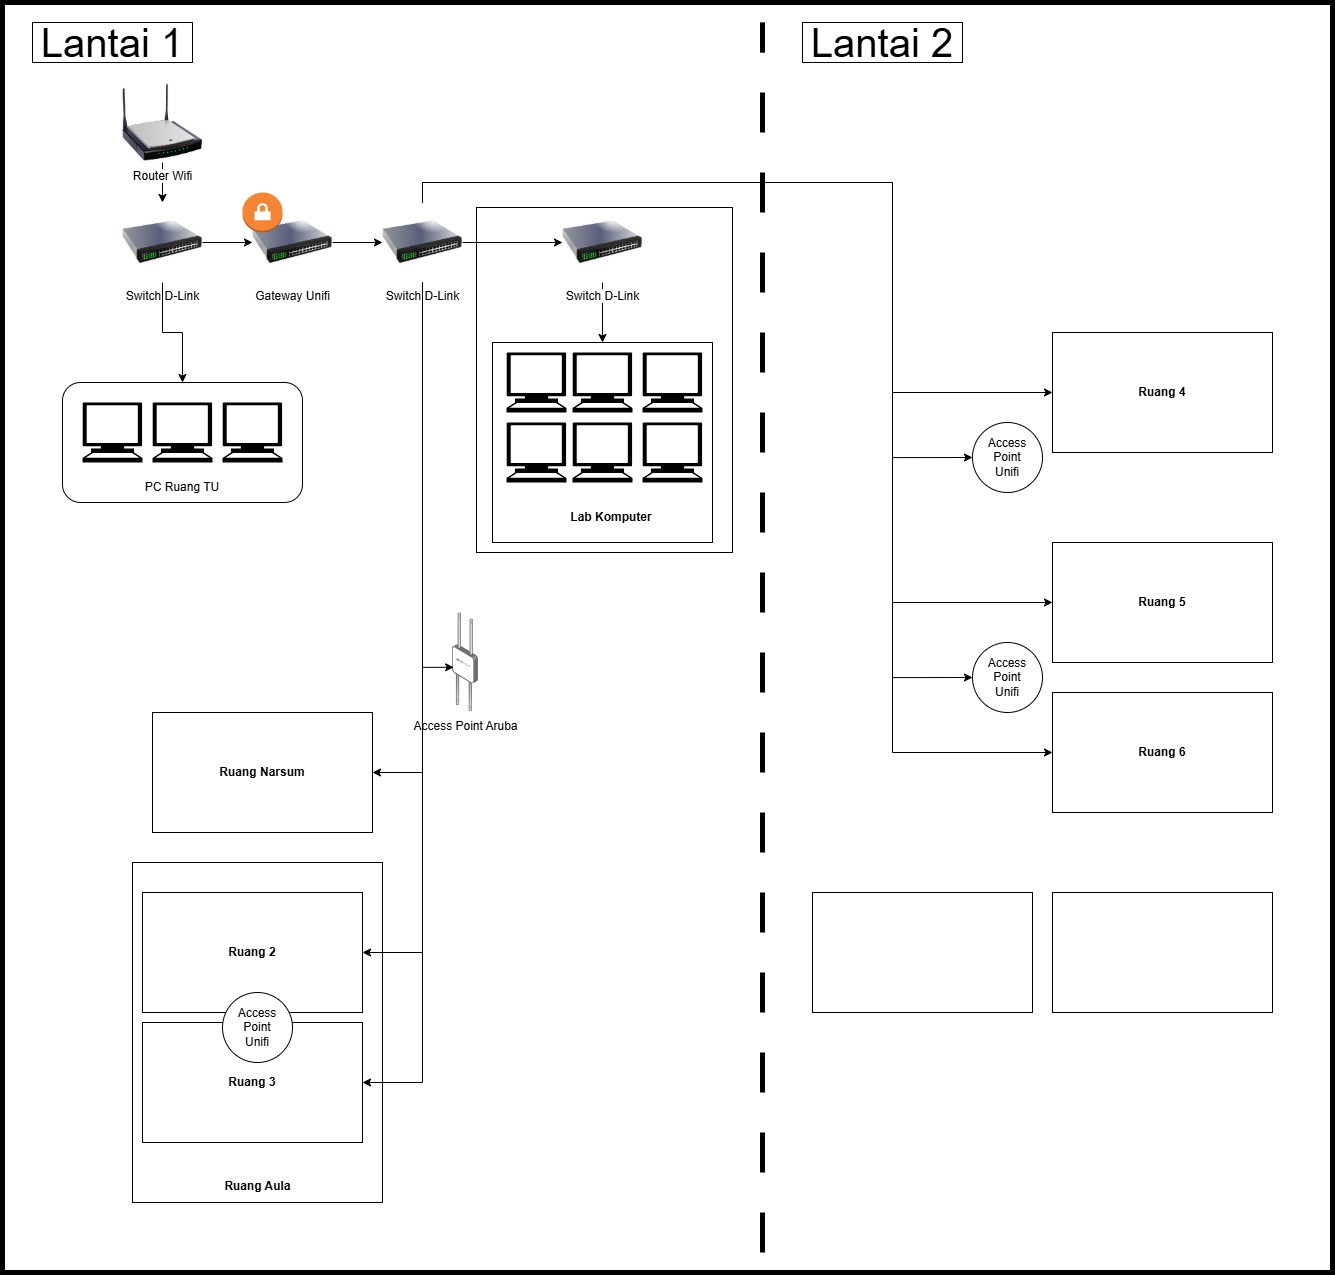 Lantai 1
Lantai 2
Router Wifi
Switch D-Link
Gateway Unifi
Switch D-Link
Switch D-Link
PC Ruang TU
Lab Komputer
Access Point Aruba
Ruang Narsum
Ruang 2
Access
Point
Unifi
Ruang 3
Ruang Aula
Ruang 4
Access
Point
Unifi
Ruang 5
Access
Point
Unifi
Ruang 6